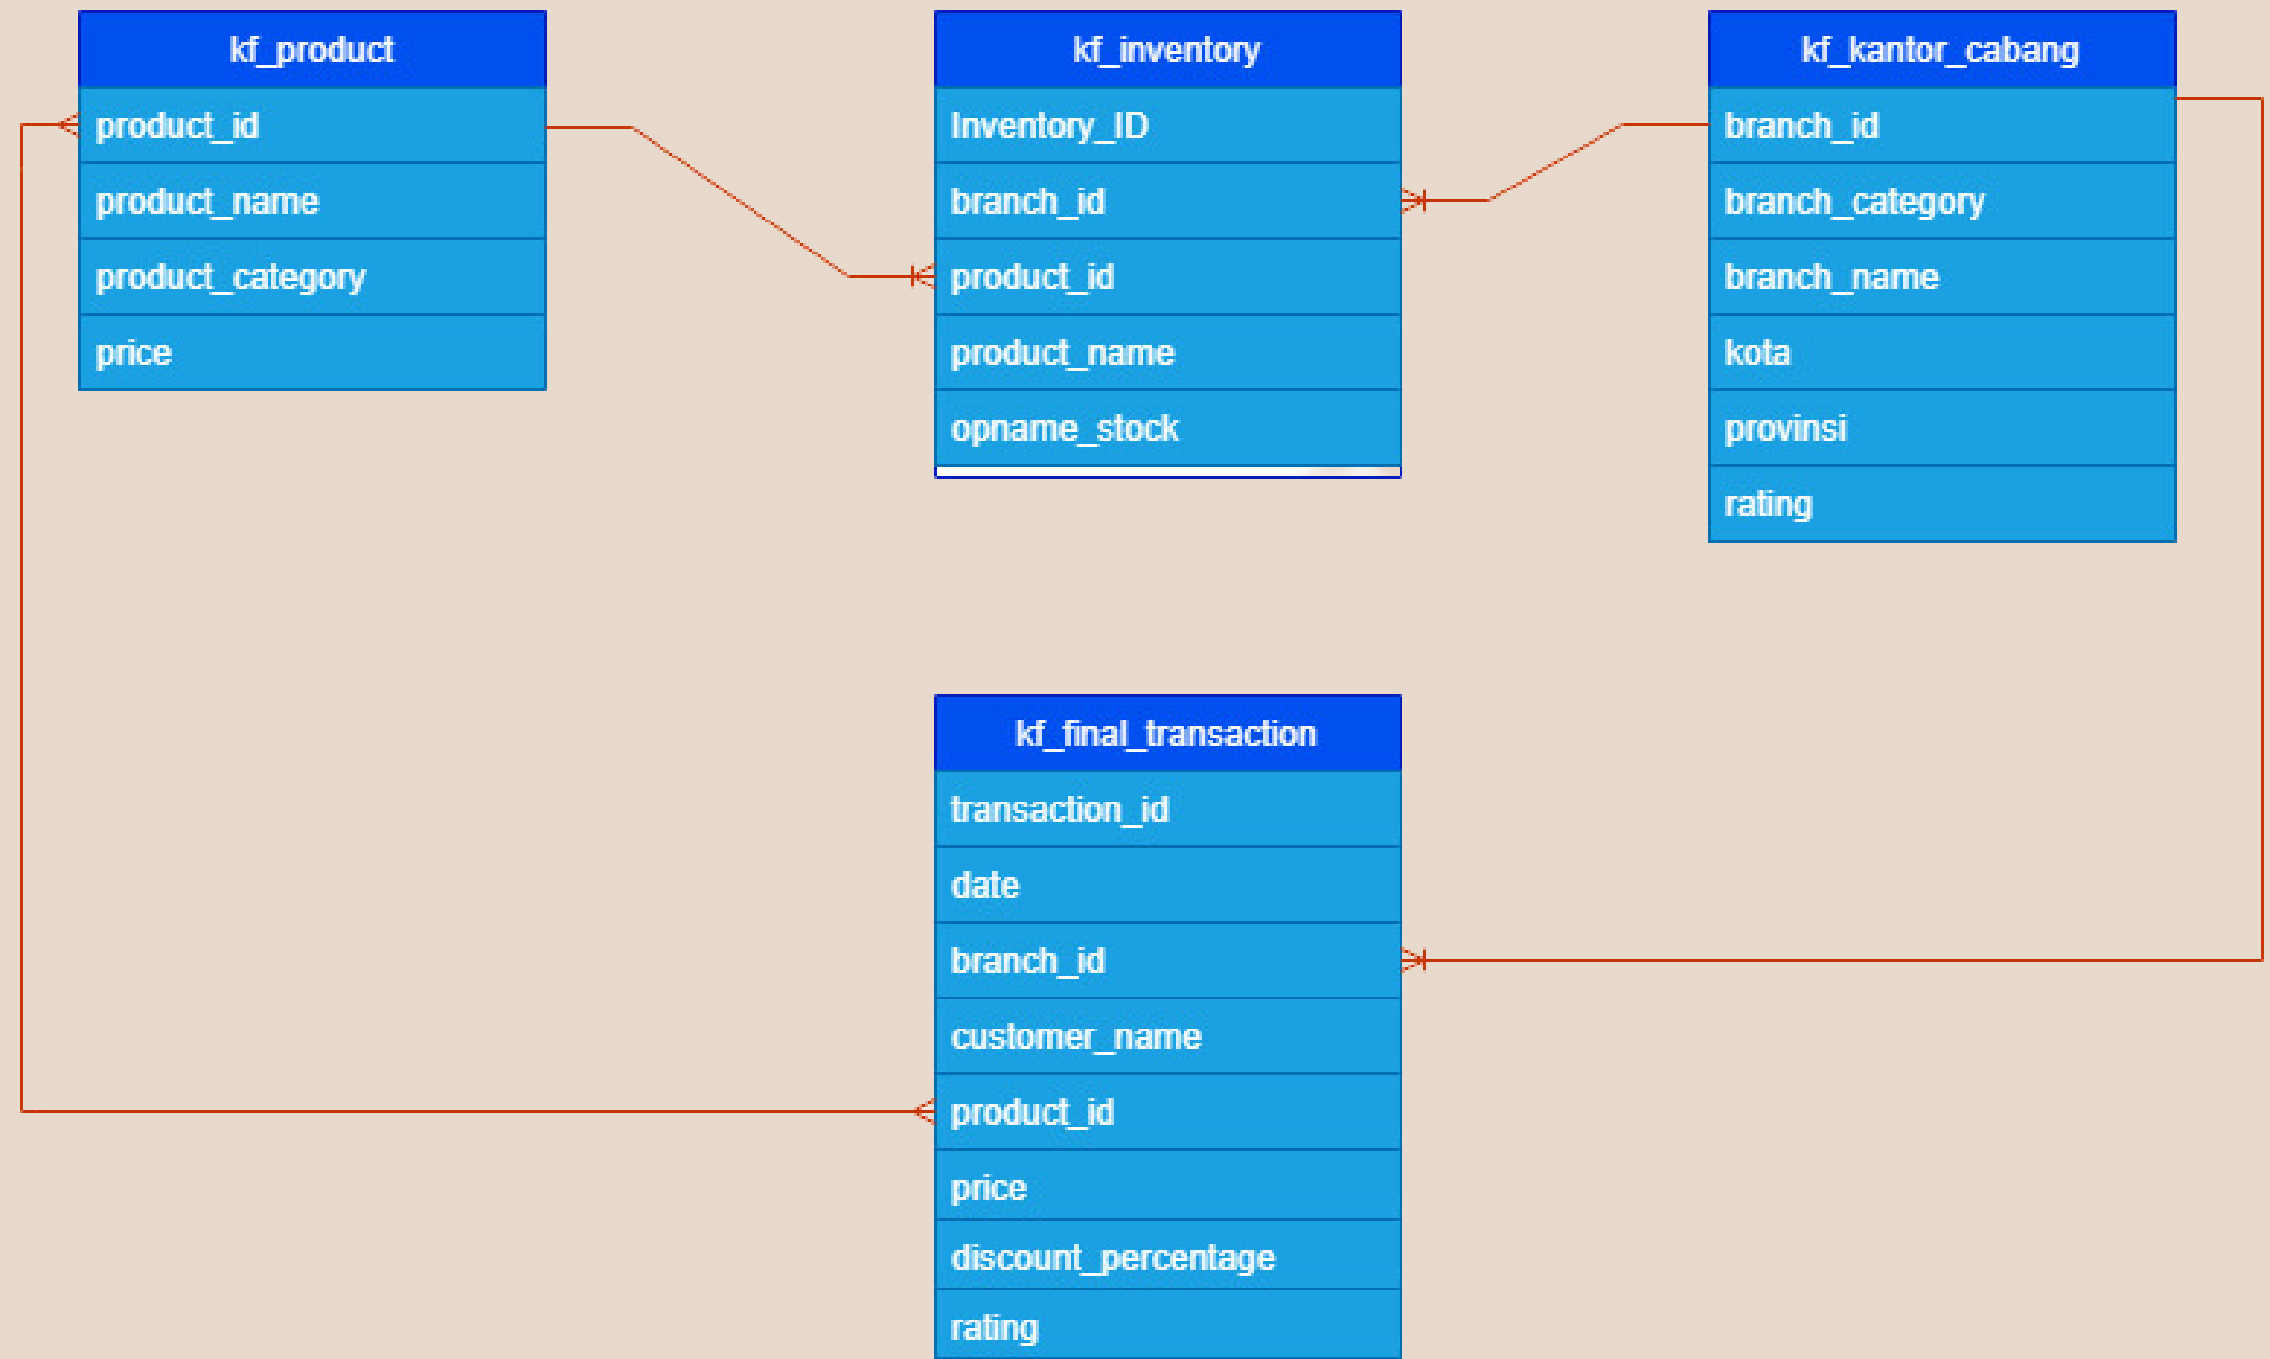 kf_product
product_id
product_name
product_category
price
kf_inventory
Inventory_ID
branch_id
product_id
product_name
opname_stock
kf_kantor_cabang
branch_id
branch_category
branch_name
kota
provinsi
rating
kf_final_transaction
transaction_id
date
branch_id
customer_name
product_id
price
discount_percentage
rating